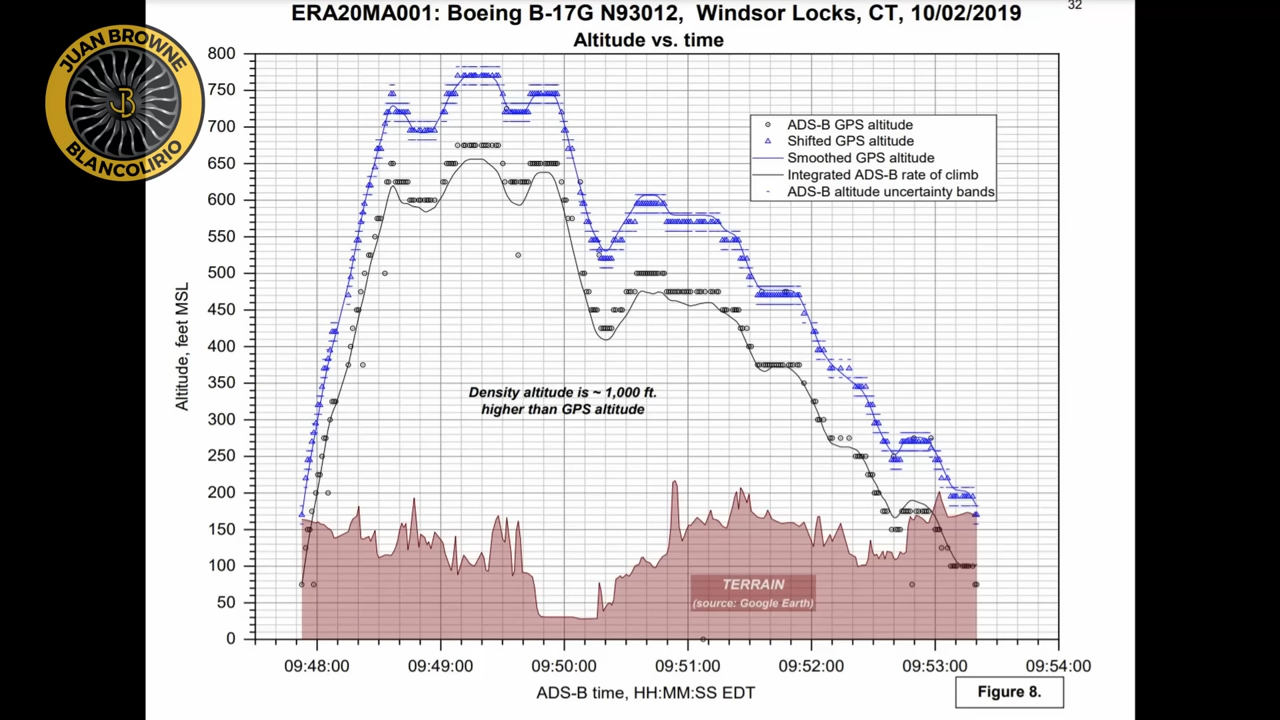 32
ERA20MA001: Boeing B-17G N93012, Windsor Locks, CT, 10/02/2019
Altitude vs. time
JUAN BROWNE
JB
BLANCOLIRIO
800
750
700
650
600
550
500
450
400
350
300
250
200
150
100
50
0
Altitude, feet MSL
ADS-B GPS altitude
Shifted GPS altitude
Smoothed GPS altitude
Integrated ADS-B rate of climb
ADS-B altitude uncertainty bands
Density altitude is ~ 1,000 ft.
higher than GPS altitude
TERRAIN
(source: Google Earth)
09:48:00 09:49:00 09:50:00 09:51:00 09:52:00 09:53:00 09:54:00
ADS-B time, HH:MM:SS EDT
Figure 8.